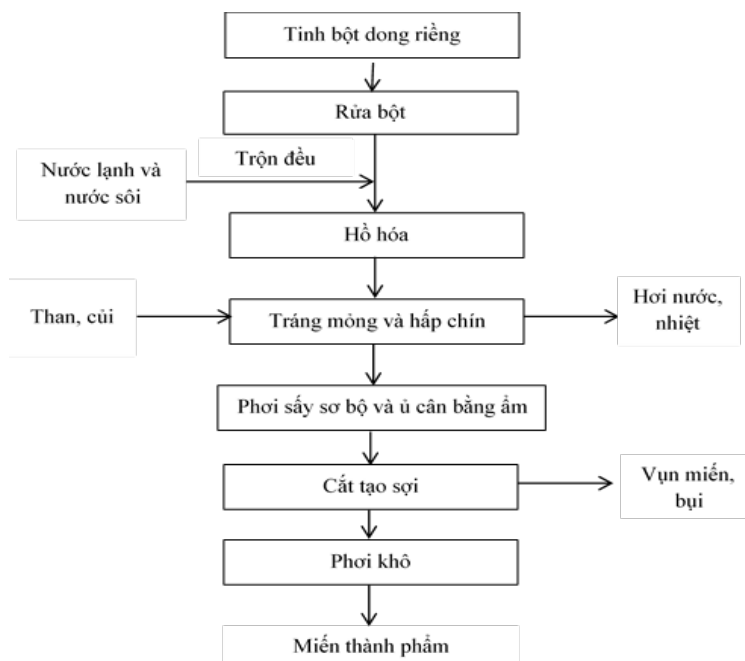 Tinh bột dong riềng
Rửa bột
Trộn đều
Nước lạnh và
nước sôi
Hồ hóa
Than, củi
Tráng mỏng và hấp chín
Hơi nước,
nhiệt
Phơi sấy sơ bộ và ủ cân bằng ẩm
Cắt tạo sợi
Vụn miến,
bụi
Phơi khô
Miến thành phẩm